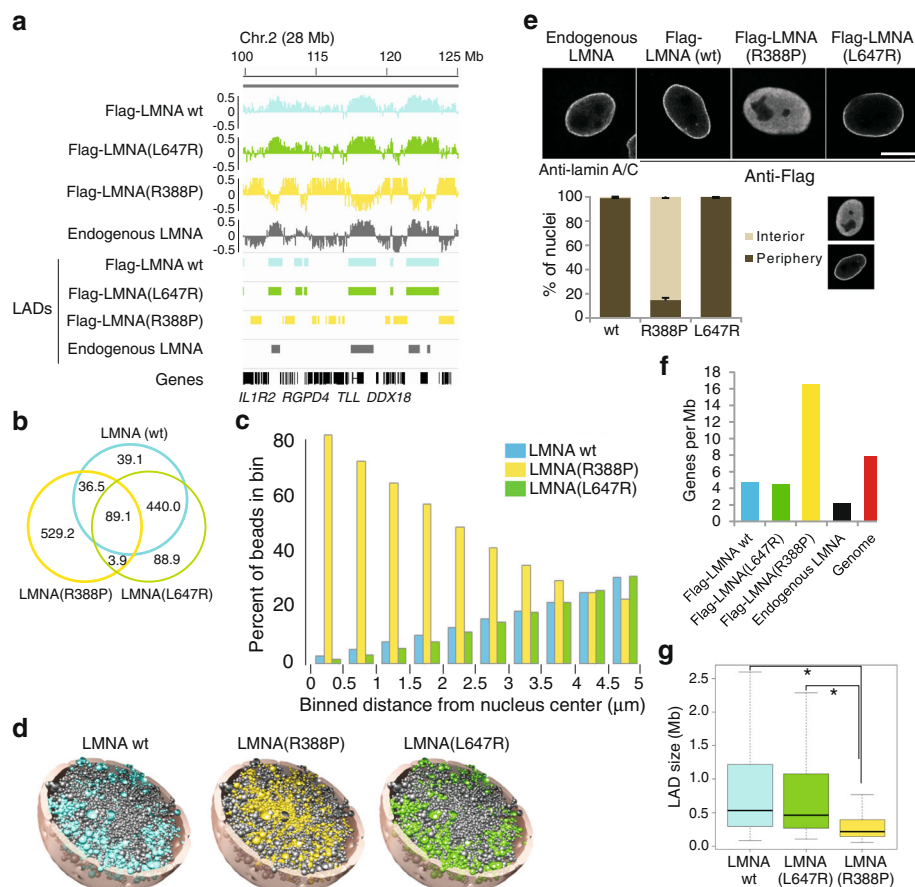 a
Chr.2 (28 Mb)
100 115 120 125 Mb
Flag-LMNA wt
0.5
-0.5
Flag-LMNA(L647R)
0.5
0
-0.5
Flag-LMNA(R388P)
0.5
0
-0.5
Endogenous LMNA
0.5
-0.5
LADs
Flag-LMNA wt
Flag-LMNA(L647R)
Flag-LMNA(R388P)
Endogenous LMNA
Genes
IL1R2 RGPD4 TLL DDX18
b
LMNA (wt)
39.1
36.5
440.0
89.1
529.2
3.9
88.9
LMNA(R388P)
LMNA(L647R)
c
Percent of beads in bin
80
60
40
20
0
LMNA wt
LMNA(R388P)
LMNA(L647R)
0 0.5 1 1.5 2 2.5 3 3.5 4 4.5 5
Binned distance from nucleus center (μm)
d
LMNA wt
LMNA(R388P)
LMNA(L647R)
e
Endogenous LMNA
Flag-LMNA (wt)
Flag-LMNA (R388P)
Flag-LMNA (L647R)
Anti-lamin A/C
Anti-Flag
% of nuclei
100
80
60
40
20
0
wt R388P L647R
Interior
Periphery
f
Genes per Mb
18
16
14
12
10
8
6
4
2
0
Flag-LMNA wt
Flag-LMNA(L647R)
Flag-LMNA(R388P)
Endogenous LMNA
Genome
g
LAD size (Mb)
2.5
2.0
1.5
1.0
0.5
0.0
*
*
LMNA wt
LMNA (L647R)
LMNA (R388P)